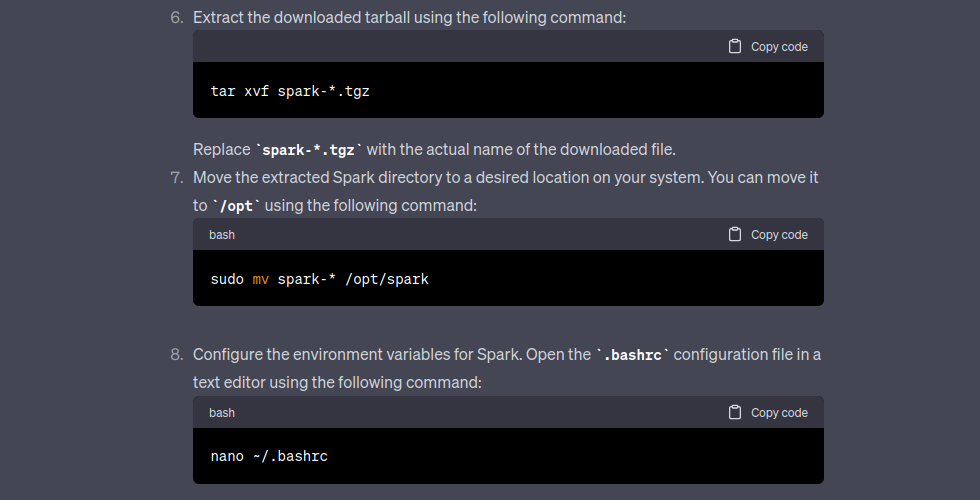 6. Extract the downloaded tarball using the following command:
Copy code
tar xvf spark-*.tgz
Replace `spark-*.tgz` with the actual name of the downloaded file.
7. Move the extracted Spark directory to a desired location on your system. You can move it
to `/opt` using the following command:
bash Copy code
sudo mv spark-* /opt/spark
8. Configure the environment variables for Spark. Open the `.bashrc` configuration file in a
text editor using the following command:
bash Copy code
nano ~/.bashrc